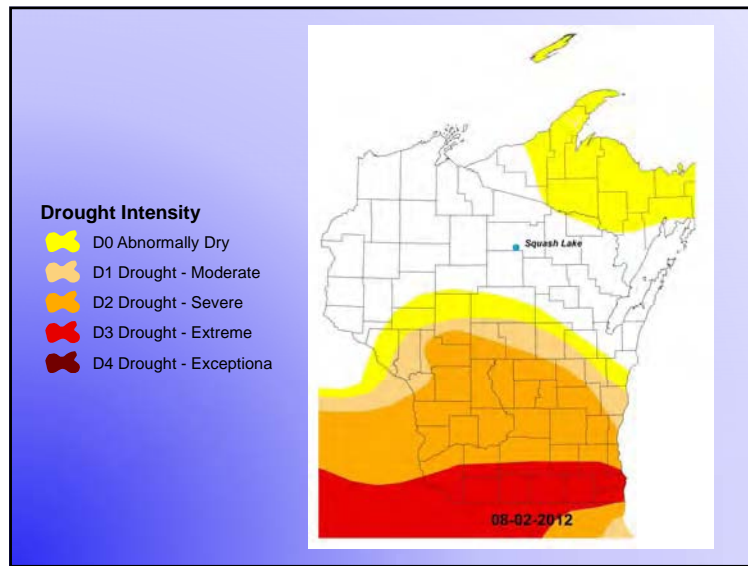 Drought Intensity
D0 Abnormally Dry
D1 Drought - Moderate
D2 Drought - Severe
D3 Drought - Extreme
D4 Drought - Exceptiona
Squash Lake
08-02-2012